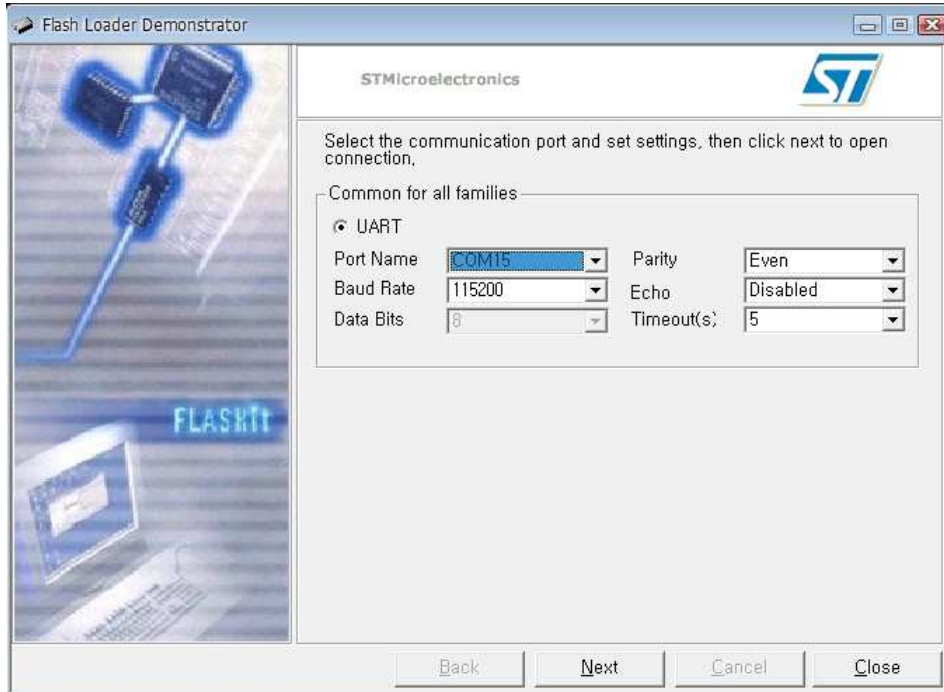 Flash Loader Demonstrator
STMicroelectronics
ST
Select the communication port and set settings, then click next to open
connection,
Common for all families
UART
Port Name COM15 Parity Even
Baud Rate 115200 Echo Disabled
Data Bits 8 Timeout(s) 5
FLASHit
Back Next Cancel Close